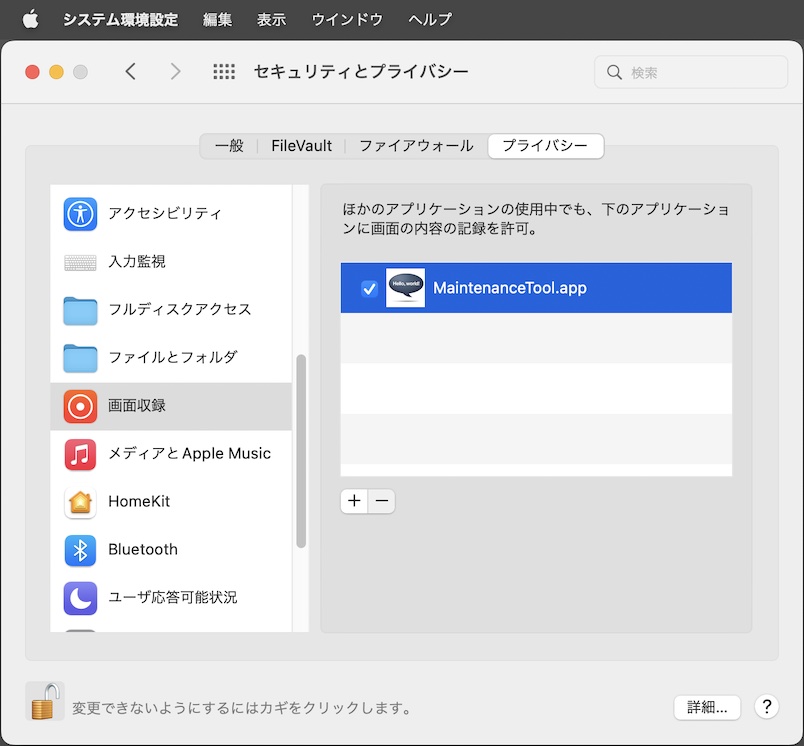 システム環境設定 編集 表示 ウインドウ ヘルプ
セキュリティとプライバシー 検索
一般 FileVault ファイアウォール プライバシー
アクセシビリティ
入力監視
フルディスクアクセス
ファイルとフォルダ
画面収録
メディアとApple Music
HomeKit
Bluetooth
ユーザ応答可能状況
ほかのアプリケーションの使用中でも、下のアプリケーショ
ンに画面の内容の記録を許可。
Hello, world! MaintenanceTool.app
+ −
変更できないようにするにはカギをクリックします。 詳細... ?